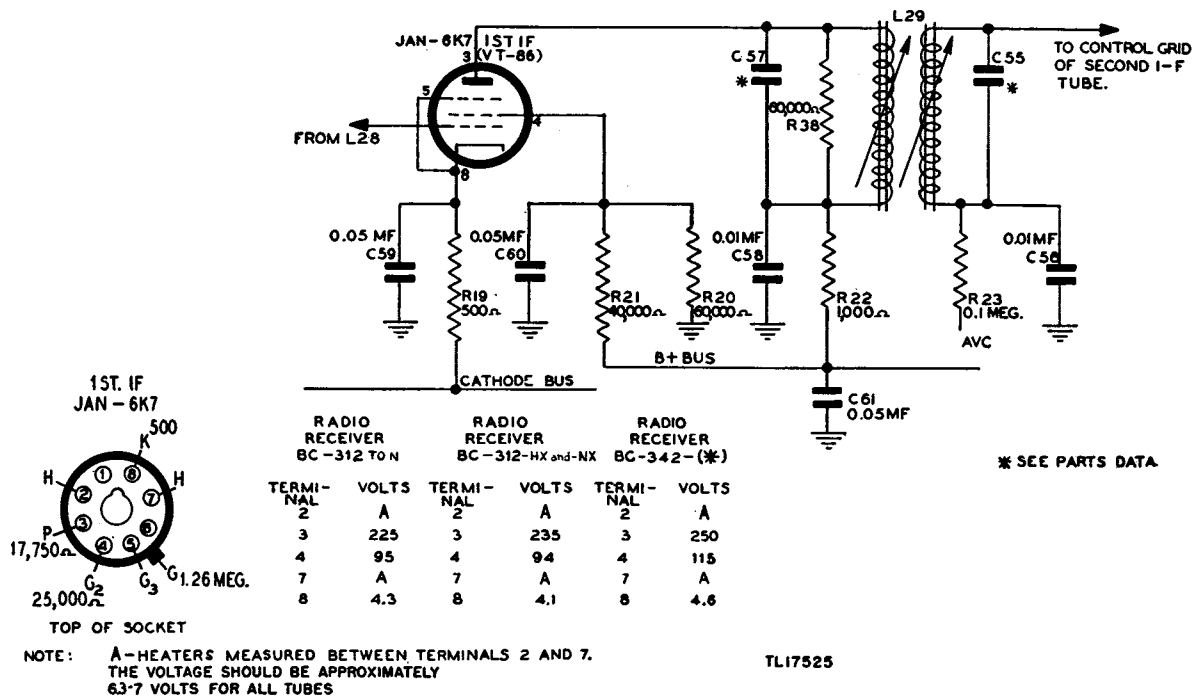 L29
JAN-6K7 1ST IF
(VT-86)
3
5
4
8
FROM L28
C57
*
60,000Ω
R38
C55
*
TO CONTROL GRID
OF SECOND I-F
TUBE.
0.05 MF
C59
R19
500Ω
0.05MF
C60
R21
40,000Ω
R20
60,000Ω
0.01MF
C58
R22
1,000Ω
R23
0.1 MEG.
AVC
0.01MF
C56
B+ BUS
CATHODE BUS
C61
0.05MF
* SEE PARTS DATA
1ST. IF
JAN-6K7
K 500
H
H
1
8
2
7
3
6
4
5
P
17,750Ω
G2
25,000Ω
G3
G 1.26 MEG.
TOP OF SOCKET
RADIO RECEIVER BC-312 TO N
RADIO RECEIVER BC-312-HX and-NX
RADIO RECEIVER BC-342-(*)
TERMI-NAL VOLTS TERMI-NAL VOLTS TERMI-NAL VOLTS
2 A 2 A 2 A
3 225 3 235 3 250
4 95 4 94 4 115
7 A 7 A 7 A
8 4.3 8 4.1 8 4.6
NOTE: A-HEATERS MEASURED BETWEEN TERMINALS 2 AND 7.
THE VOLTAGE SHOULD BE APPROXIMATELY
6.3-7 VOLTS FOR ALL TUBES
TL17525